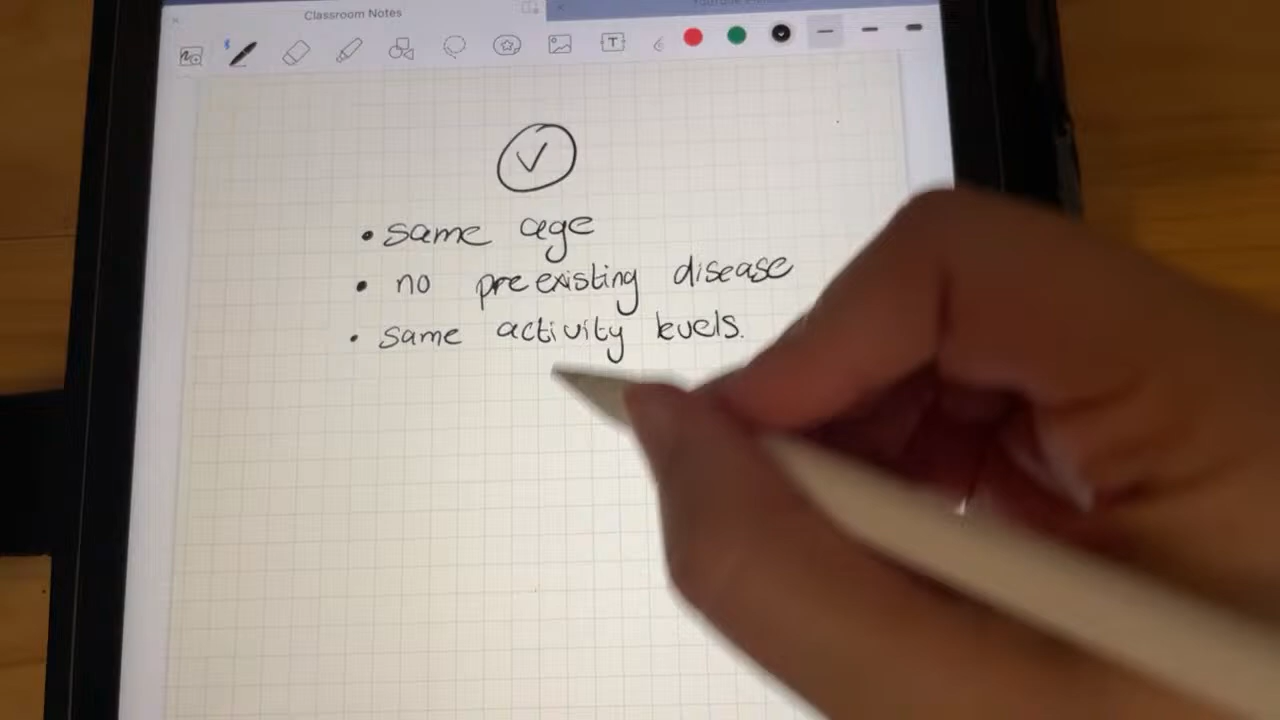 Classroom Notes
T
• same age
• no preexisting disease
• same activity levels.